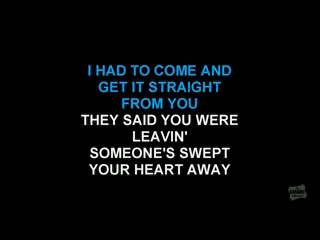 I HAD TO COME AND
GET IT STRAIGHT
FROM YOU
THEY SAID YOU WERE
LEAVIN'
SOMEONE'S SWEPT
YOUR HEART AWAY